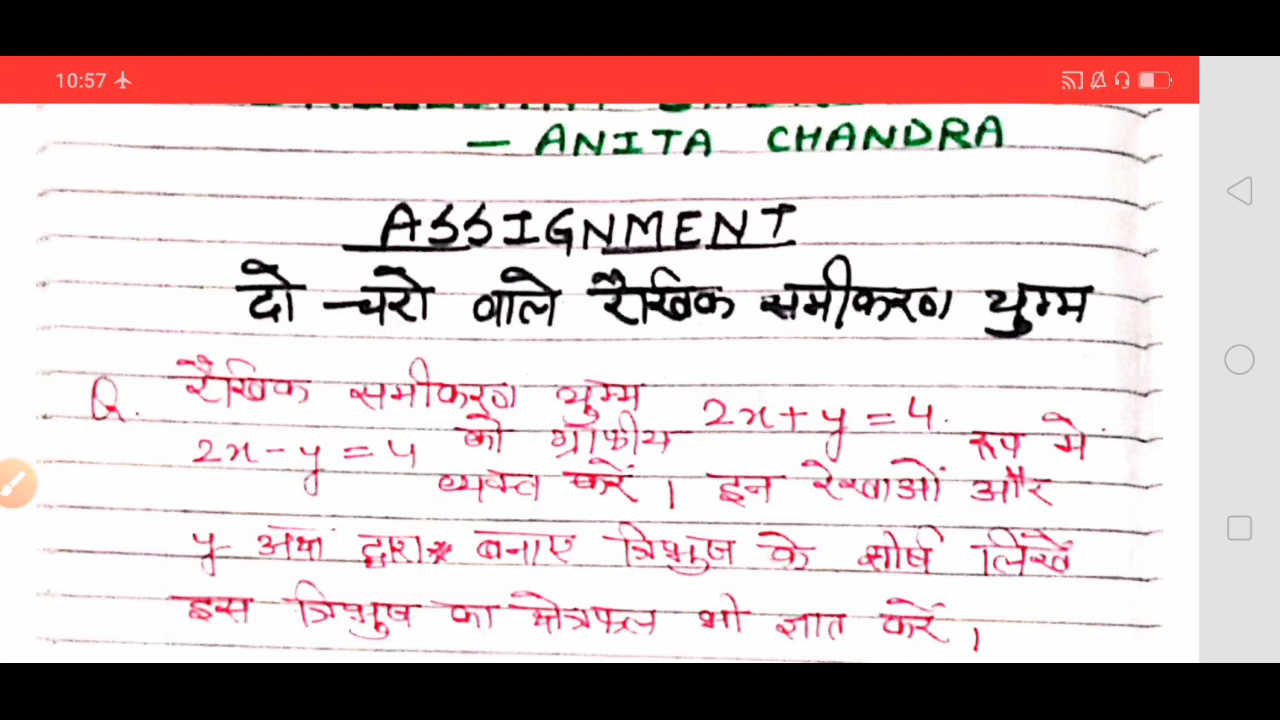 10:57
— ANITA CHANDRA
ASSIGNMENT
दो चरो वाले रैखिक समीकरण युग्म
Q. रैखिक समीकरण युग्म 2x+y=4.
2x-y=4 को ग्राफीय रूप में
व्यक्त करें। इन रेखाओं और
y- अक्ष द्वारा बनाए त्रिभुज के शीर्ष लिखें
इस त्रिभुज का क्षेत्रफल भी ज्ञात करें।